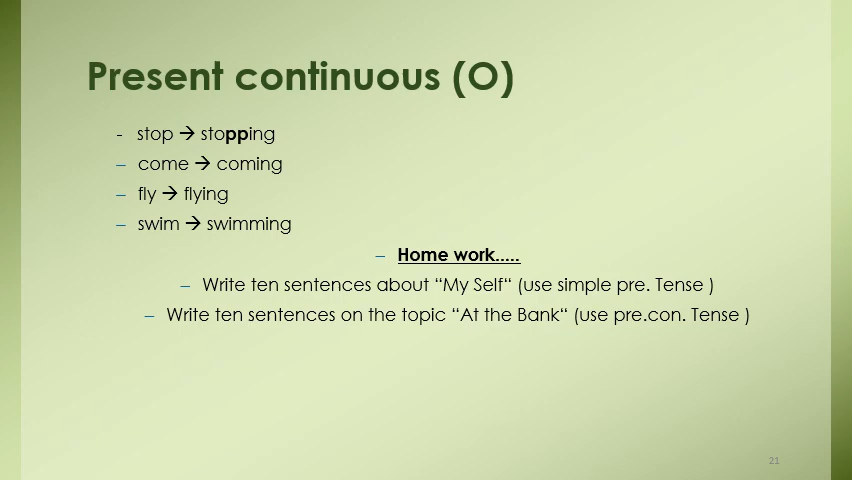 Present continuous (O)
- stop → stopping
– come → coming
– fly → flying
– swim → swimming
– Home work.....
– Write ten sentences about “My Self“ (use simple pre. Tense )
– Write ten sentences on the topic “At the Bank“ (use pre.con. Tense )
21